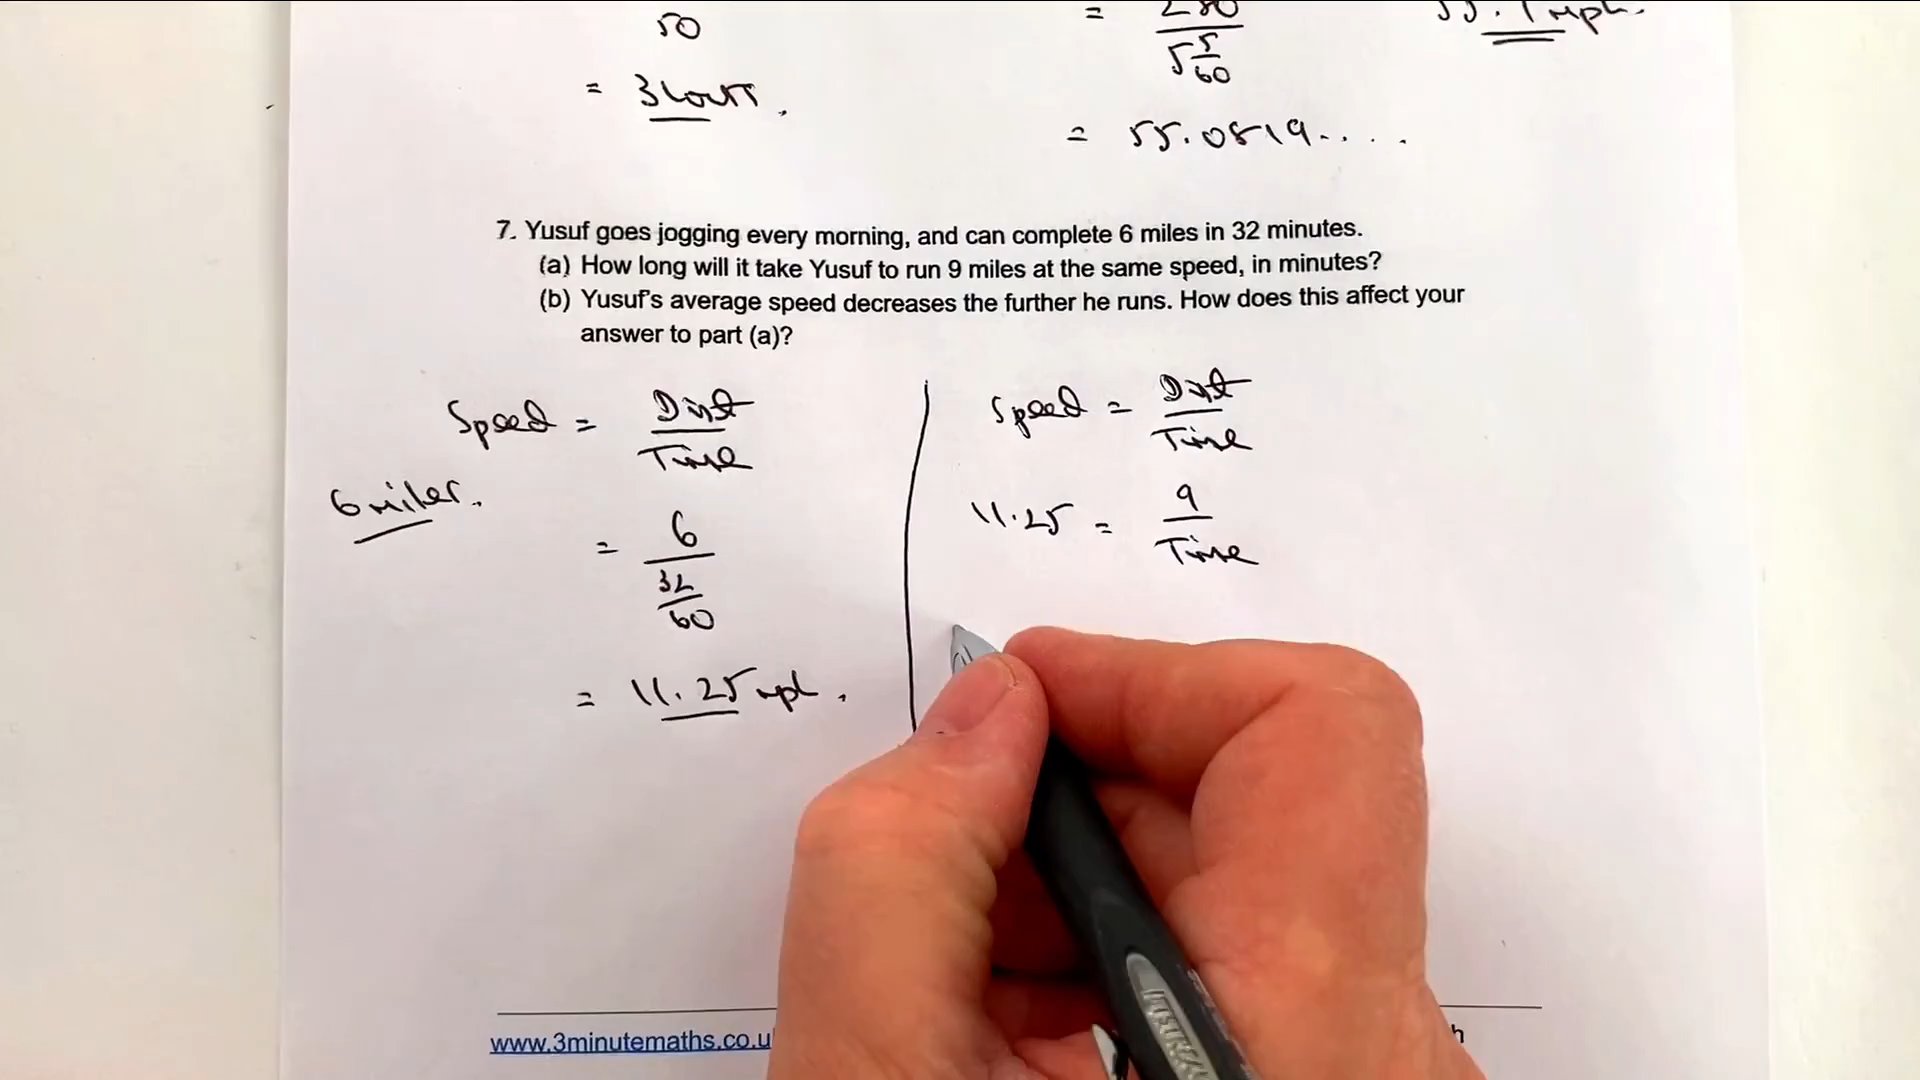 50
= 280
5 5/60
55.1 mph.
= 3 hours.
= 55.0819....
7. Yusuf goes jogging every morning, and can complete 6 miles in 32 minutes.
(a) How long will it take Yusuf to run 9 miles at the same speed, in minutes?
(b) Yusuf's average speed decreases the further he runs. How does this affect your
answer to part (a)?
Speed = Dist
Time
6 miles.
= 6
32
60
= 11.25 mph.
Speed = Dist
Time
11.25 = 9
Time
www.3minutemaths.co.u
h